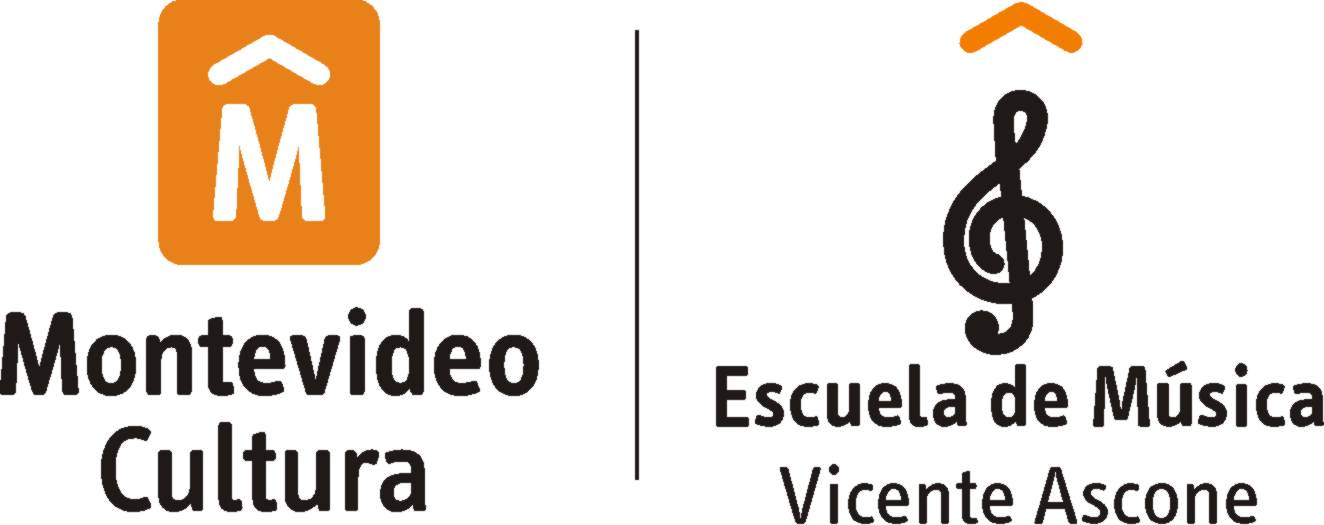 M
Montevideo
Cultura
Escuela de Música
Vicente Ascone